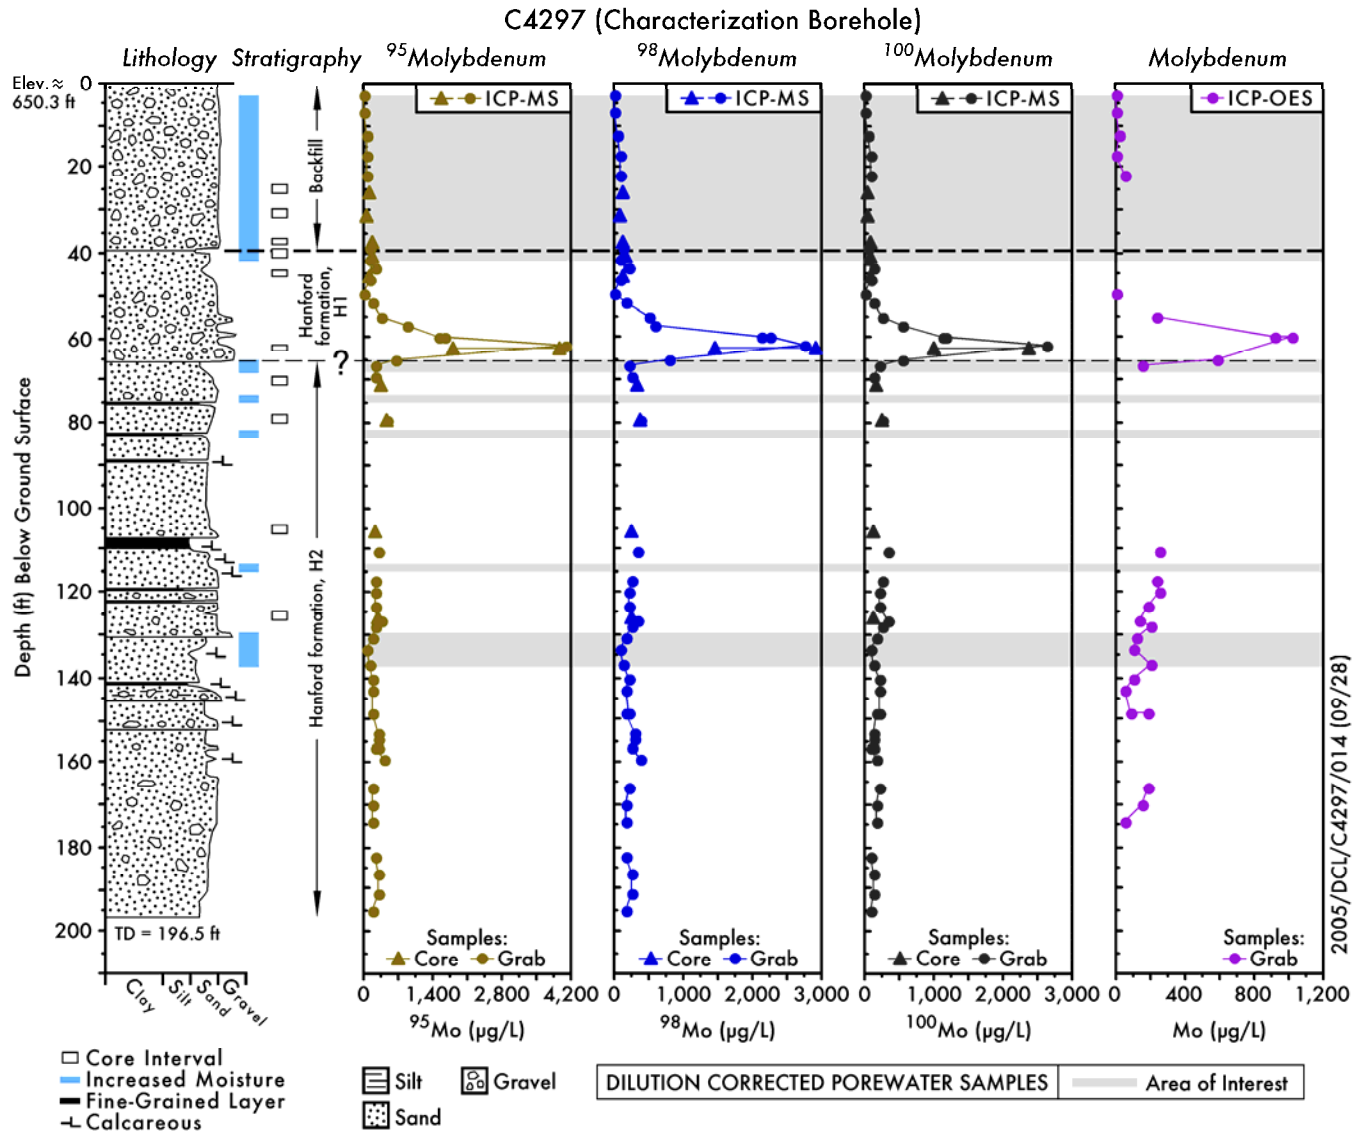 C4297 (Characterization Borehole)
Lithology Stratigraphy ⁹⁵Molybdenum ⁹⁸Molybdenum ¹⁰⁰Molybdenum Molybdenum
Elev. ≈
650.3 ft
0
20
40
60
80
100
120
140
160
180
200
Depth (ft) Below Ground Surface
Backfill
Hanford formation, H1
?
Hanford formation, H2
TD = 196.5 ft
Clay Silt Sand Gravel
ICP-MS
ICP-MS
ICP-MS
ICP-OES
Samples:
Core Grab
Samples:
Core Grab
Samples:
Core Grab
Samples:
Grab
0 1,400 2,800 4,200
⁹⁵Mo (µg/L)
0 1,000 2,000 3,000
⁹⁸Mo (µg/L)
0 1,000 2,000 3,000
¹⁰⁰Mo (µg/L)
0 400 800 1,200
Mo (µg/L)
2005/DCL/C4297/014 (09/28)
Core Interval
Increased Moisture
Fine-Grained Layer
Calcareous
Silt Gravel
Sand
DILUTION CORRECTED POREWATER SAMPLES Area of Interest